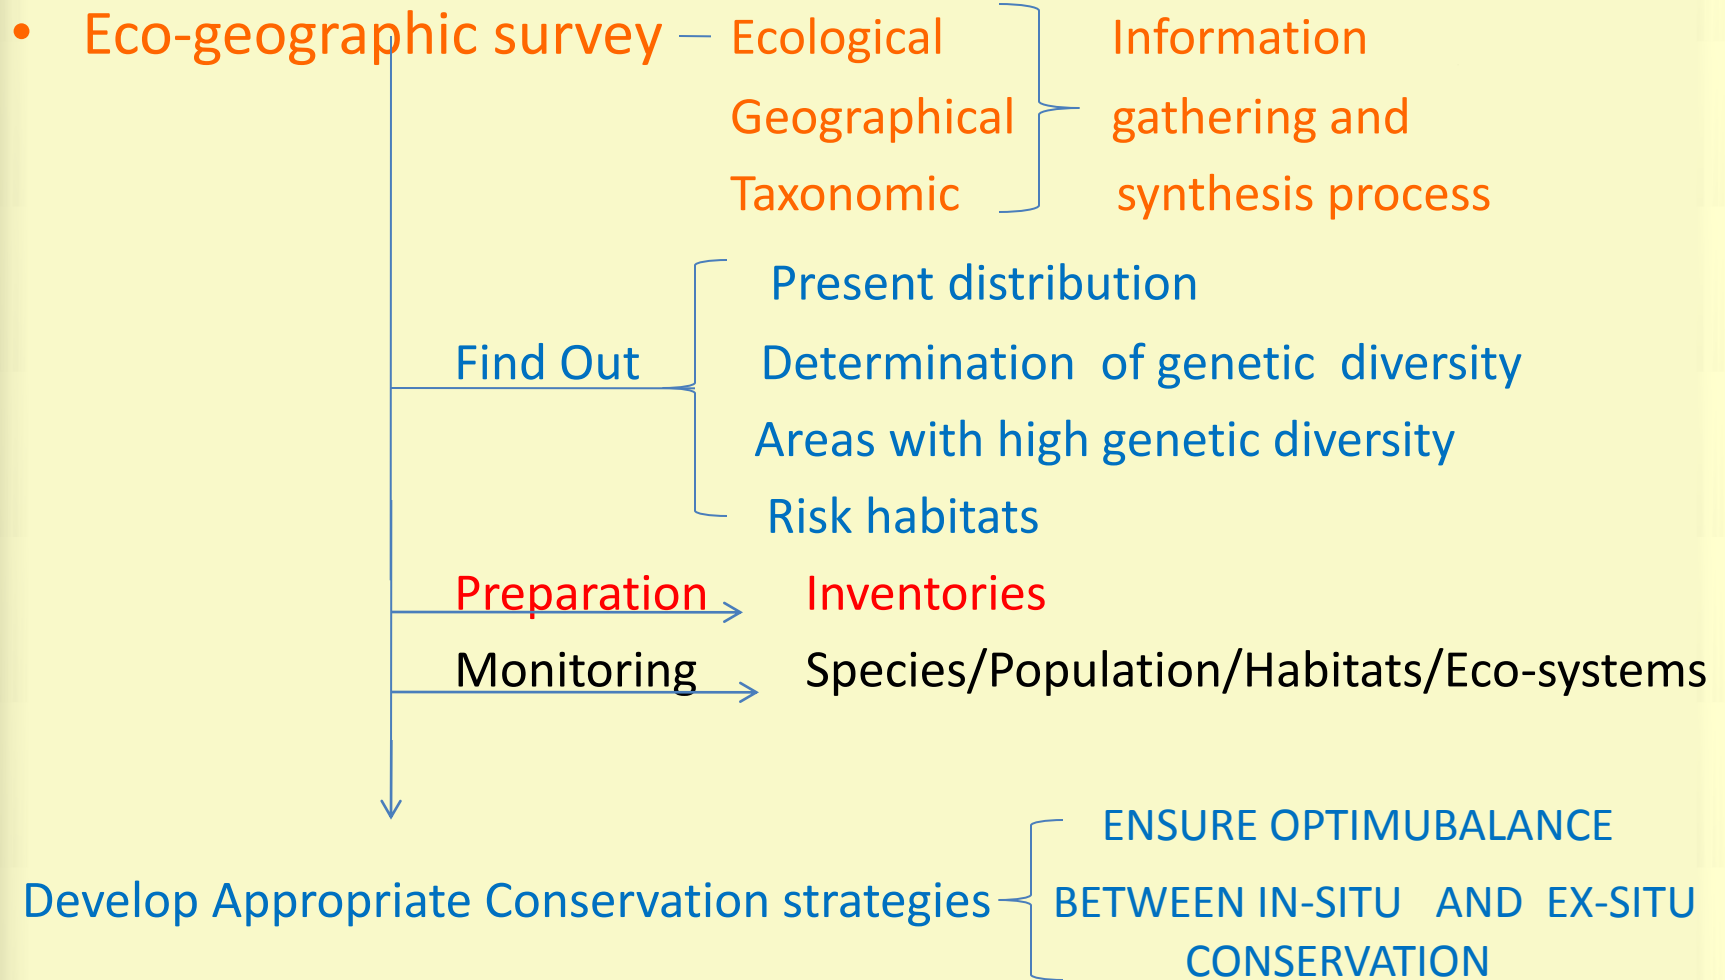 • Eco-geographic survey – Ecological Information
Geographical gathering and
Taxonomic synthesis process
Present distribution
Find Out Determination of genetic diversity
Areas with high genetic diversity
Risk habitats
Preparation Inventories
Monitoring Species/Population/Habitats/Eco-systems
ENSURE OPTIMUBALANCE
Develop Appropriate Conservation strategies BETWEEN IN-SITU AND EX-SITU
CONSERVATION